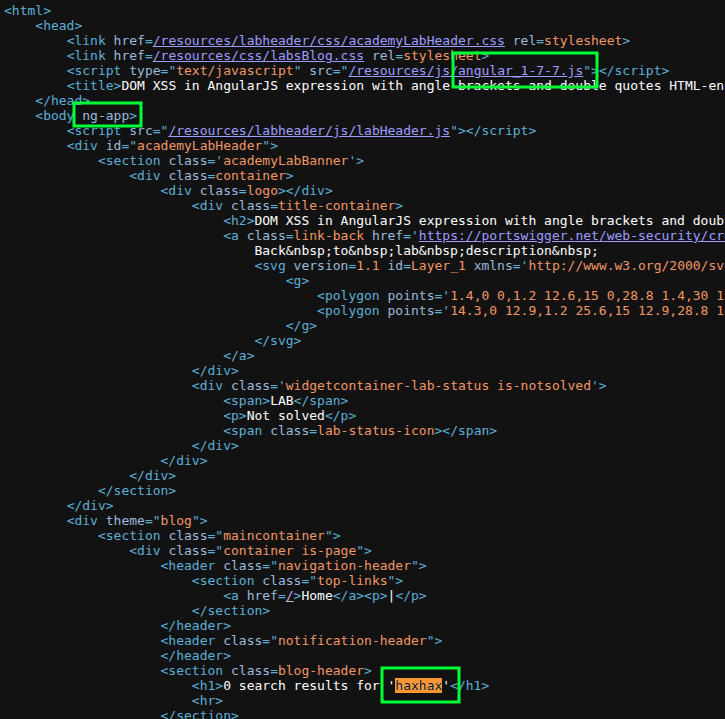 <html>
<head>
<link href=/resources/labheader/css/academyLabHeader.css rel=stylesheet>
<link href=/resources/css/labsBlog.css rel=stylesheet>
<script type="text/javascript" src="/resources/js/angular_1-7-7.js"></script>
<title>DOM XSS in AngularJS expression with angle brackets and double quotes HTML-en
</head>
<body ng-app>
<script src="/resources/labheader/js/labHeader.js"></script>
<div id="academyLabHeader">
<section class='academyLabBanner'>
<div class=container>
<div class=logo></div>
<div class=title-container>
<h2>DOM XSS in AngularJS expression with angle brackets and doub
<a class=link-back href='https://portswigger.net/web-security/cr
Back&nbsp;to&nbsp;lab&nbsp;description&nbsp;
<svg version=1.1 id=Layer_1 xmlns='http://www.w3.org/2000/sv
<g>
<polygon points='1.4,0 0,1.2 12.6,15 0,28.8 1.4,30 1
<polygon points='14.3,0 12.9,1.2 25.6,15 12.9,28.8 1
</g>
</svg>
</a>
</div>
<div class='widgetcontainer-lab-status is-notsolved'>
<span>LAB</span>
<p>Not solved</p>
<span class=lab-status-icon></span>
</div>
</div>
</div>
</section>
</div>
<div theme="blog">
<section class="maincontainer">
<div class="container is-page">
<header class="navigation-header">
<section class="top-links">
<a href=/>Home</a><p>|</p>
</section>
</header>
<header class="notification-header">
</header>
<section class=blog-header>
<h1>0 search results for 'haxhax'</h1>
<hr>
</section>